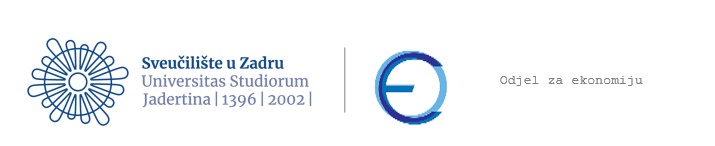 Sveučilište u Zadru
Universitas Studiorum
Jadertina | 1396 | 2002 |
Odjel za ekonomiju